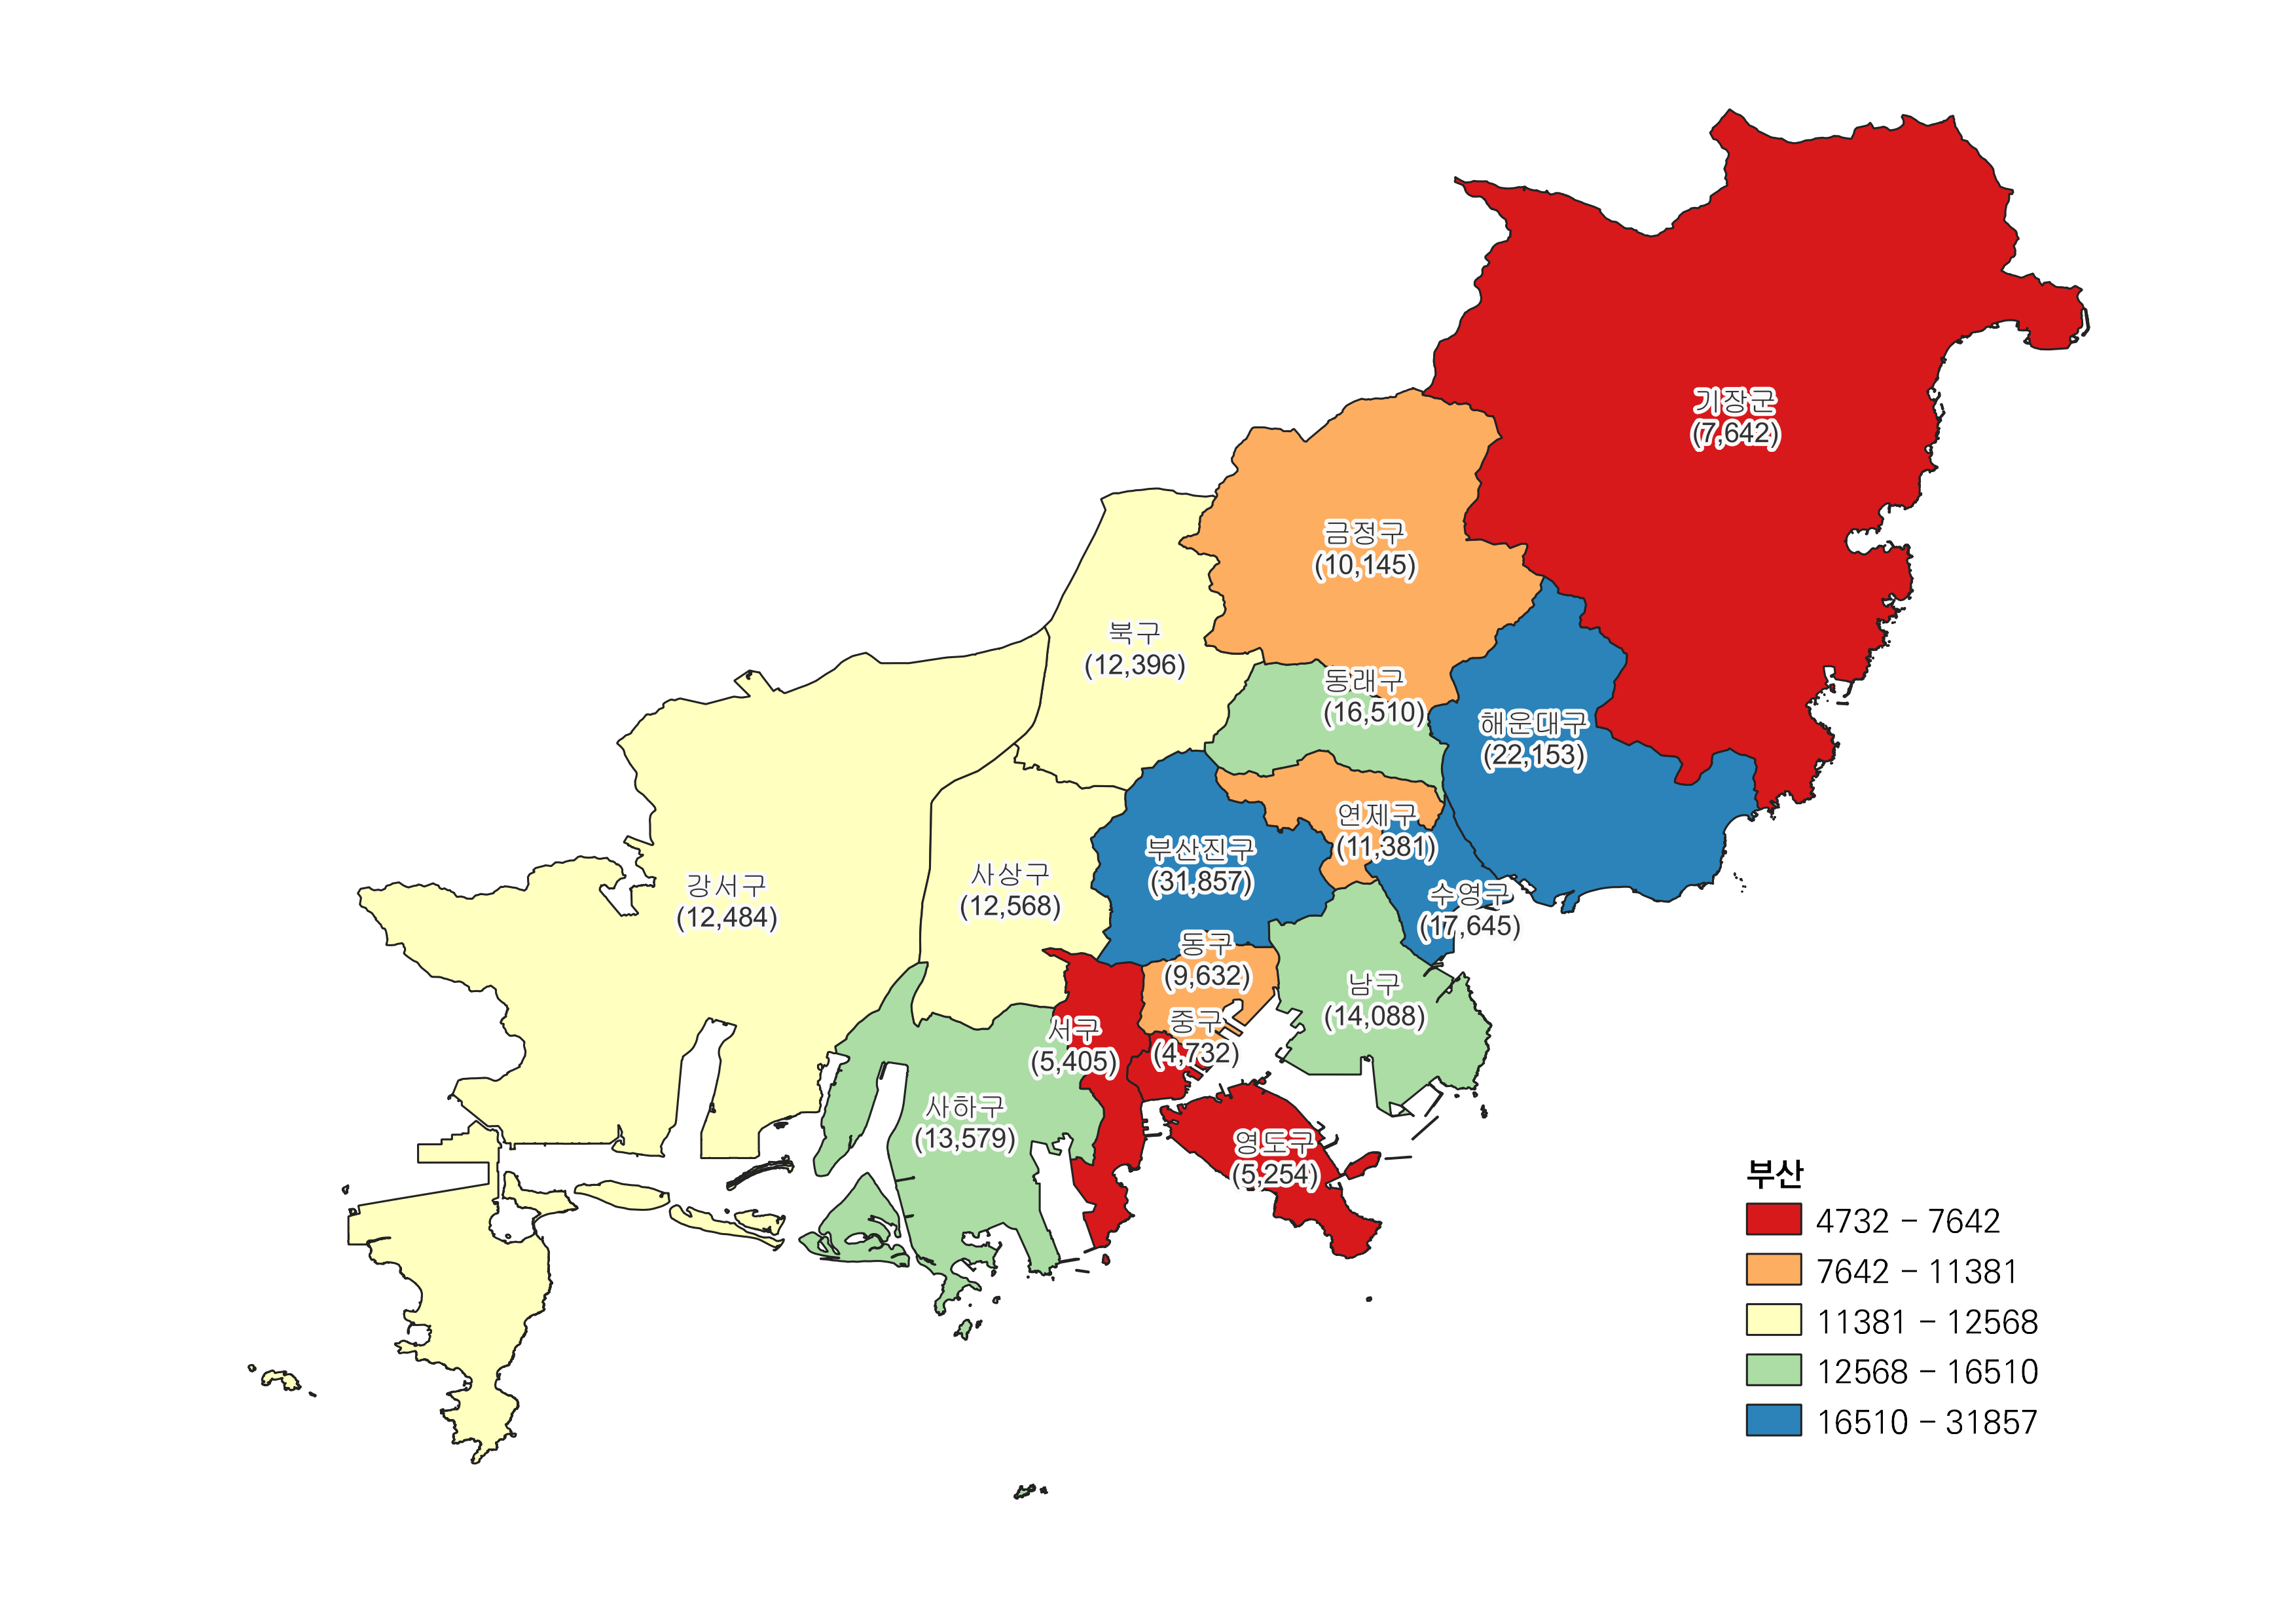 기장군
(7,642)
금정구
(10,145)
북구
(12,396)
동래구
(16,510)
해운대구
(22,153)
연제구
(11,381)
부산진구
(31,857)
사상구
(12,568)
강서구
(12,484)
수영구
(17,645)
동구
(9,632)
남구
(14,088)
중구
(4,732)
서구
(5,405)
사하구
(13,579)
영도구
(5,254)
부산
4732 - 7642
7642 - 11381
11381 - 12568
12568 - 16510
16510 - 31857